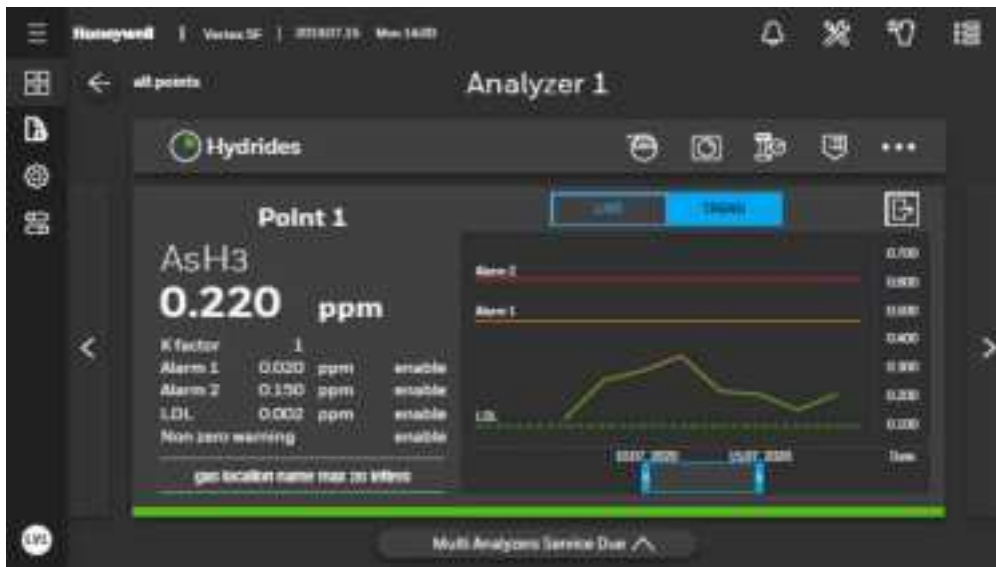 Honeywell | Vertex SF |
all points
Analyzer 1
Hydrides
Point 1
LIVE TREND
AsH3
0.220 ppm
K factor 1
Alarm 1 0.020 ppm enable
Alarm 2 0.150 ppm enable
LDL 0.002 ppm enable
Non zero warning enable
gas location name max 20 letters
Alarm 2
Alarm 1
LDL
0.700
0.600
0.500
0.400
0.300
0.200
0.100
Date
LVL
Multi Analyzers Service Due